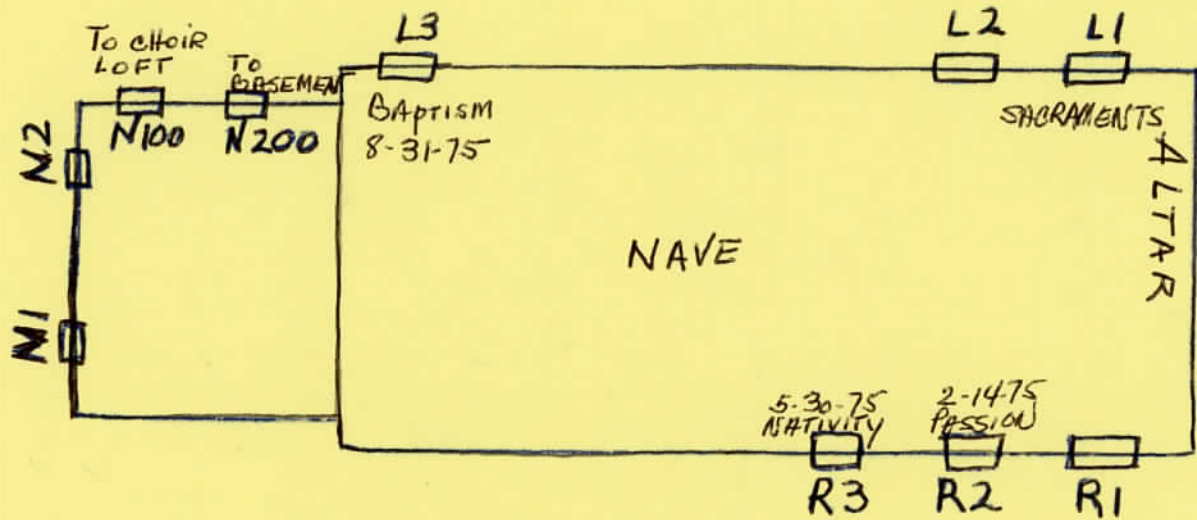 L3
L2
L1
To CHOIR
LOFT
To
BASEMEN
N100
N200
BAPTISM
8-31-75
SACRAMENTS
ALTAR
N2
NAVE
N1
5-30-75
NATIVITY
2-14-75
PASSION
R3
R2
R1